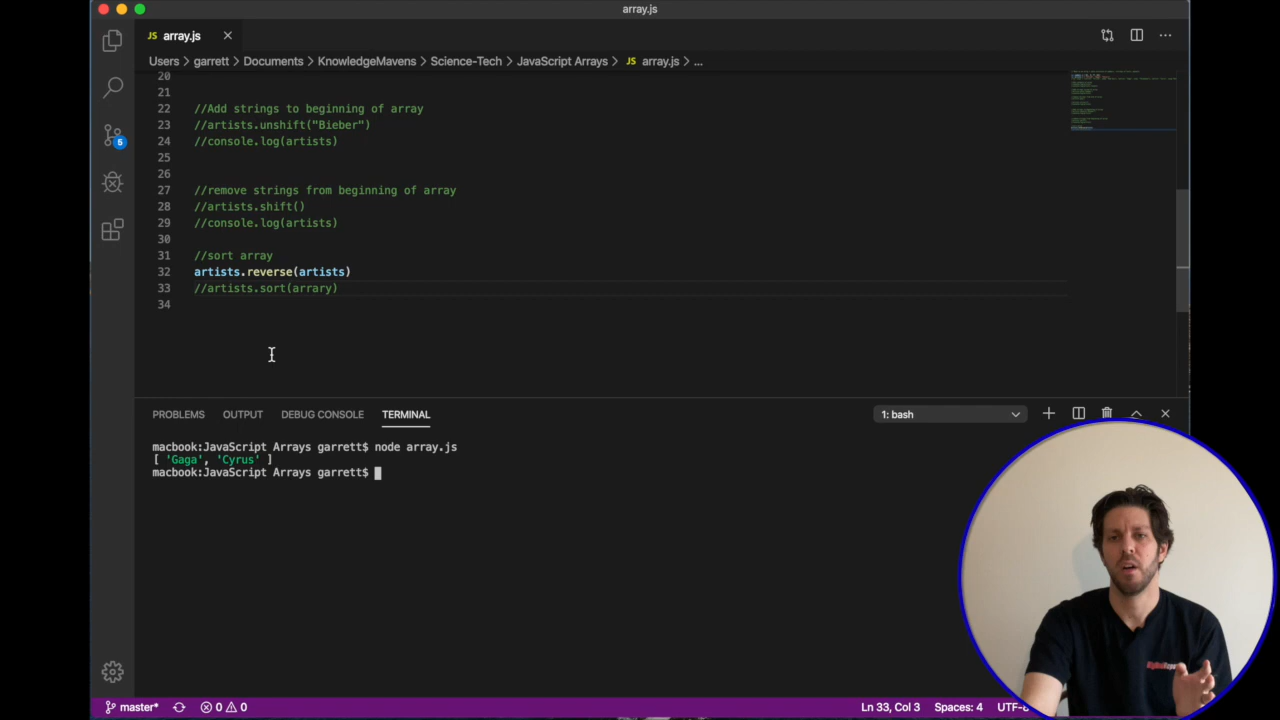 array.js
JS array.js
Users > garrett > Documents > KnowledgeMavens > Science-Tech > JavaScript Arrays > JS array.js > ...
20
21
22 //Add strings to beginning of array
23 //artists.unshift("Bieber")
24 //console.log(artists)
25
26
27 //remove strings from beginning of array
28 //artists.shift()
29 //console.log(artists)
30
31 //sort array
32 artists.reverse(artists)
33 //artists.sort(arrary)
34
5
PROBLEMS OUTPUT DEBUG CONSOLE TERMINAL 1: bash
macbook:JavaScript Arrays garrett$ node array.js
[ 'Gaga', 'Cyrus' ]
macbook:JavaScript Arrays garrett$
master* 0 0 Ln 33, Col 3 Spaces: 4